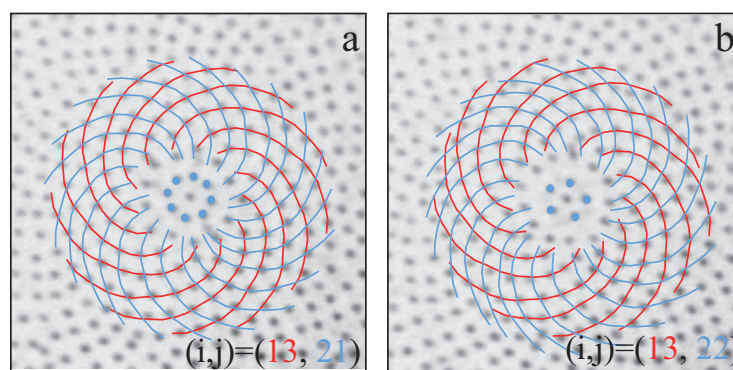 a
(i,j)=(13, 21)
b
(i,j)=(13, 22)